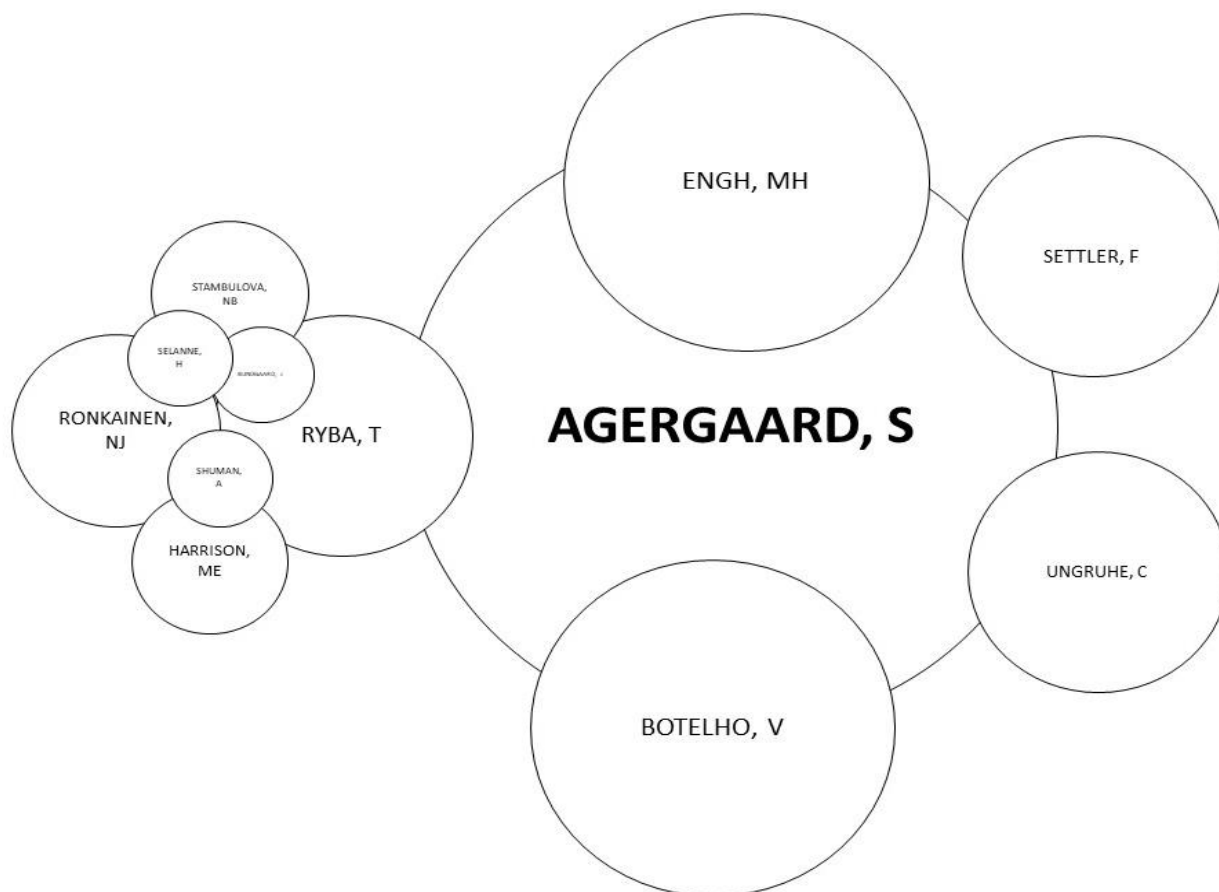 ENGH, MH
SETTLER, F
STAMBULOVA,
NB
SELANNE,
H
RONKAINEN,
NJ
RYBA, T
AGERGAARD, S
SHUMAN,
A
HARRISON,
ME
UNGRUHE, C
BOTELHO, V